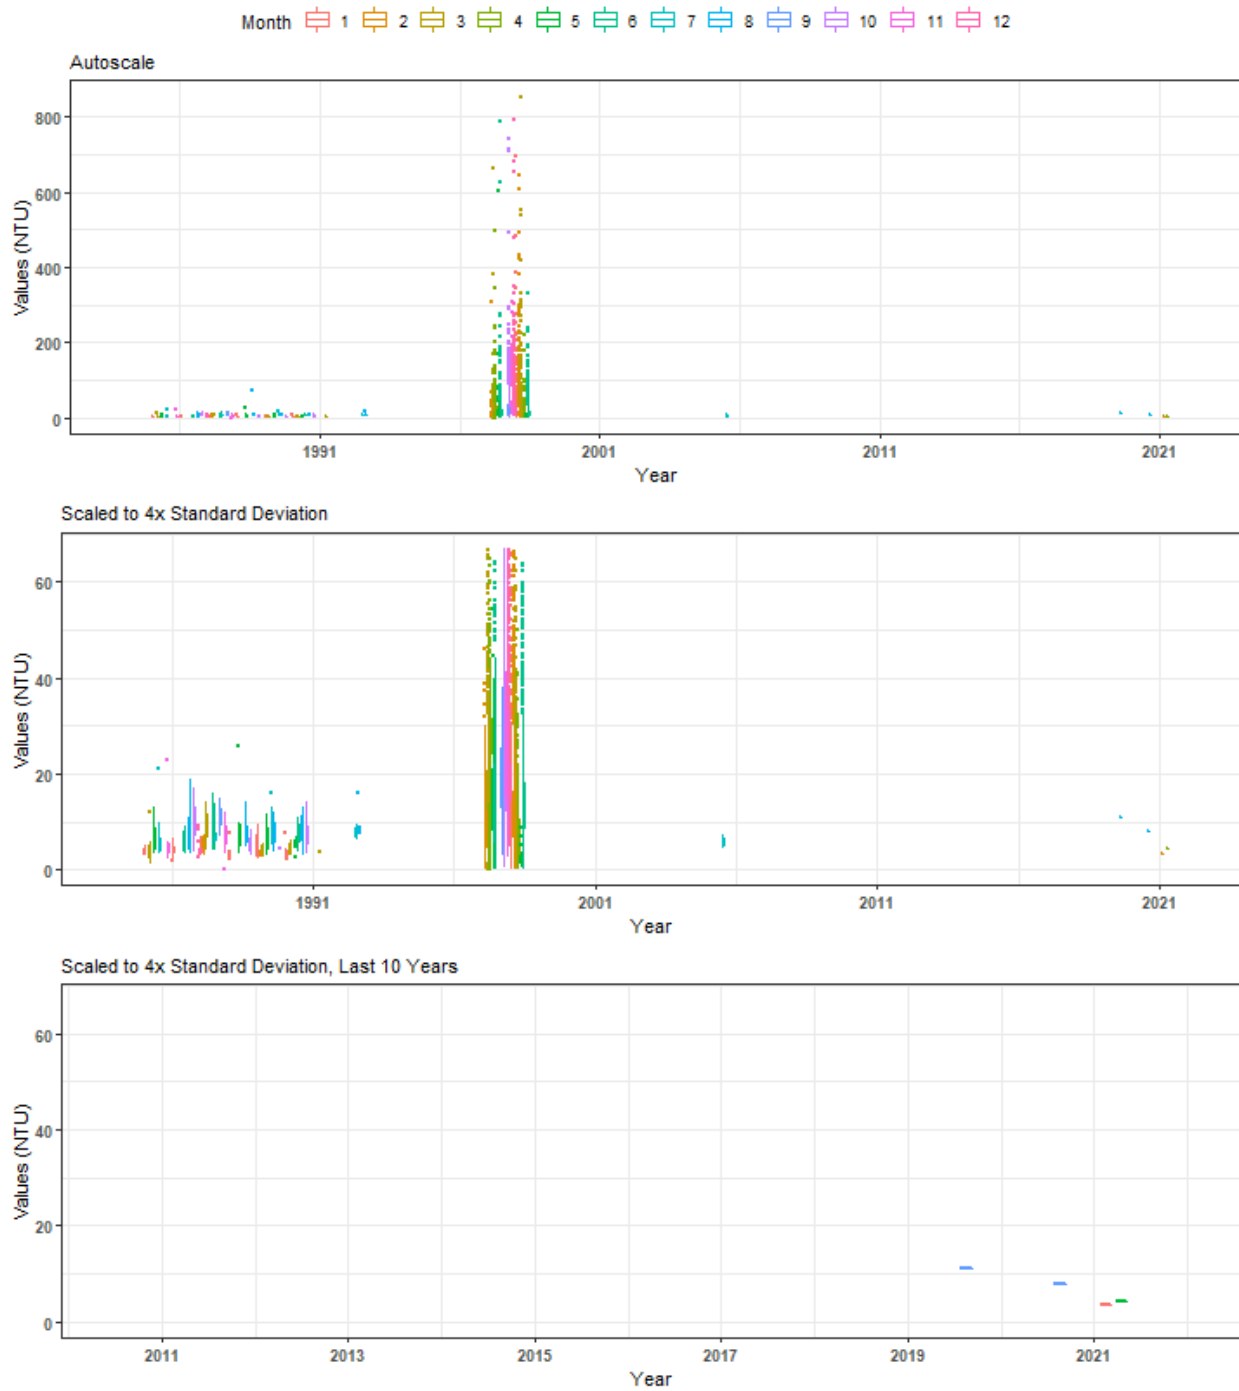 Month 1 2 3 4 5 6 7 8 9 10 11 12
Autoscale
Values (NTU)
800
600
400
200
0
1991 2001 2011 2021
Year
Scaled to 4x Standard Deviation
Values (NTU)
60
40
20
0
1991 2001 2011 2021
Year
Scaled to 4x Standard Deviation, Last 10 Years
Values (NTU)
60
40
20
0
2011 2013 2015 2017 2019 2021
Year